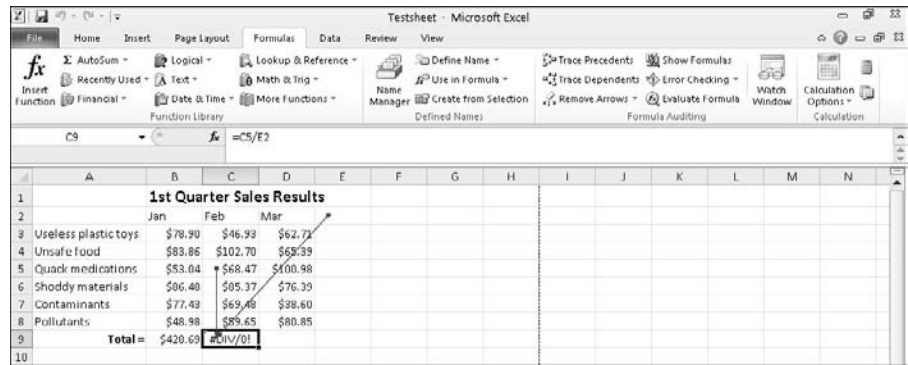 Testsheet - Microsoft Excel
File Home Insert Page Layout Formulas Data Review View
Σ AutoSum Logical Lookup & Reference Define Name Trace Precedents Show Formulas
Recently Used Text Math & Trig Use in Formula Trace Dependents Error Checking
Financial Date & Time More Functions Create from Selection Remove Arrows Evaluate Formula
fx Insert Function
Name Manager
Watch Window
Calculation Options
Function Library Defined Names Formula Auditing Calculation
C9 fx =C5/E2
A B C D E F G H I J K L M N
1 1st Quarter Sales Results
2 Jan Feb Mar
3 Useless plastic toys $78.90 $46.93 $62.71
4 Unsafe food $83.86 $102.70 $65.39
5 Quack medications $53.04 $68.47 $100.98
6 Shoddy materials $86.48 $85.37 $76.39
7 Contaminants $77.43 $69.48 $38.60
8 Pollutants $48.98 $89.65 $80.85
9 Total = $428.69 #DIV/0!
10